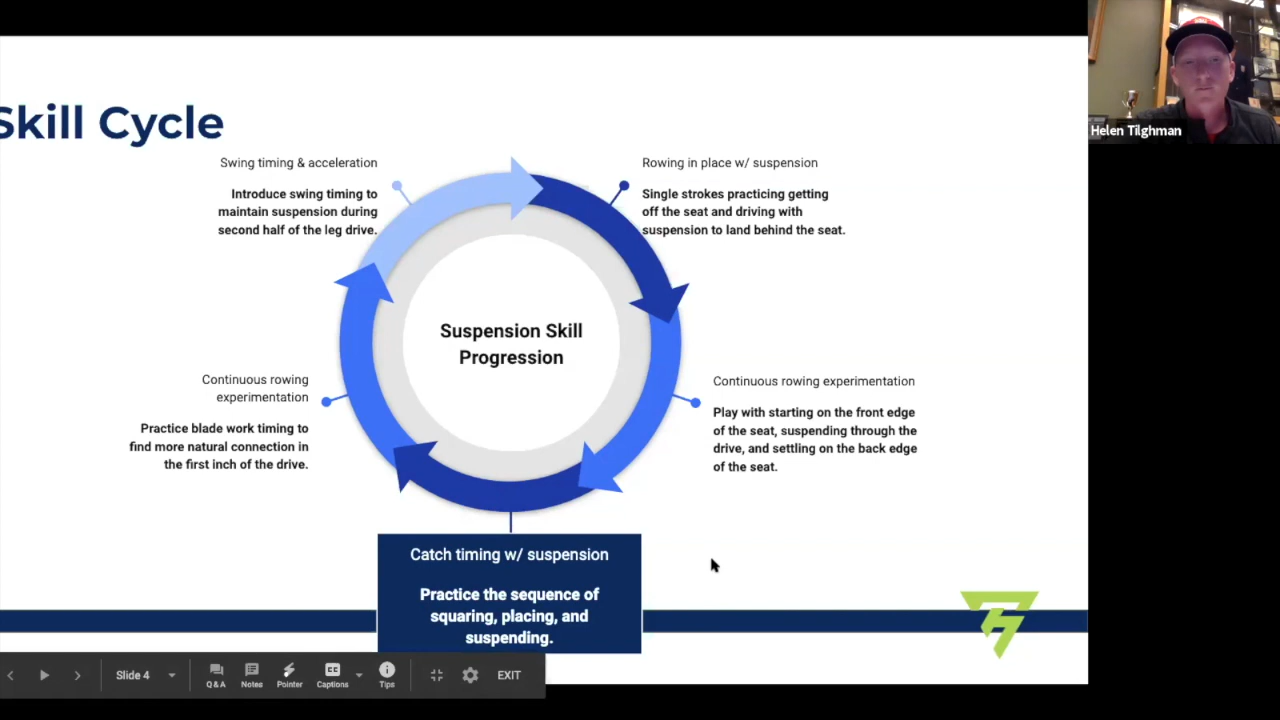 Skill Cycle
Swing timing & acceleration
Introduce swing timing to
maintain suspension during
second half of the leg drive.
Rowing in place w/ suspension
Single strokes practicing getting
off the seat and driving with
suspension to land behind the seat.
Suspension Skill
Progression
Continuous rowing
experimentation
Practice blade work timing to
find more natural connection in
the first inch of the drive.
Continuous rowing experimentation
Play with starting on the front edge
of the seat, suspending through the
drive, and settling on the back edge
of the seat.
Catch timing w/ suspension
Practice the sequence of
squaring, placing, and
suspending.
Helen Tilghman
Slide 4
Q & A
Notes
Pointer
CC
Captions
Tips
EXIT